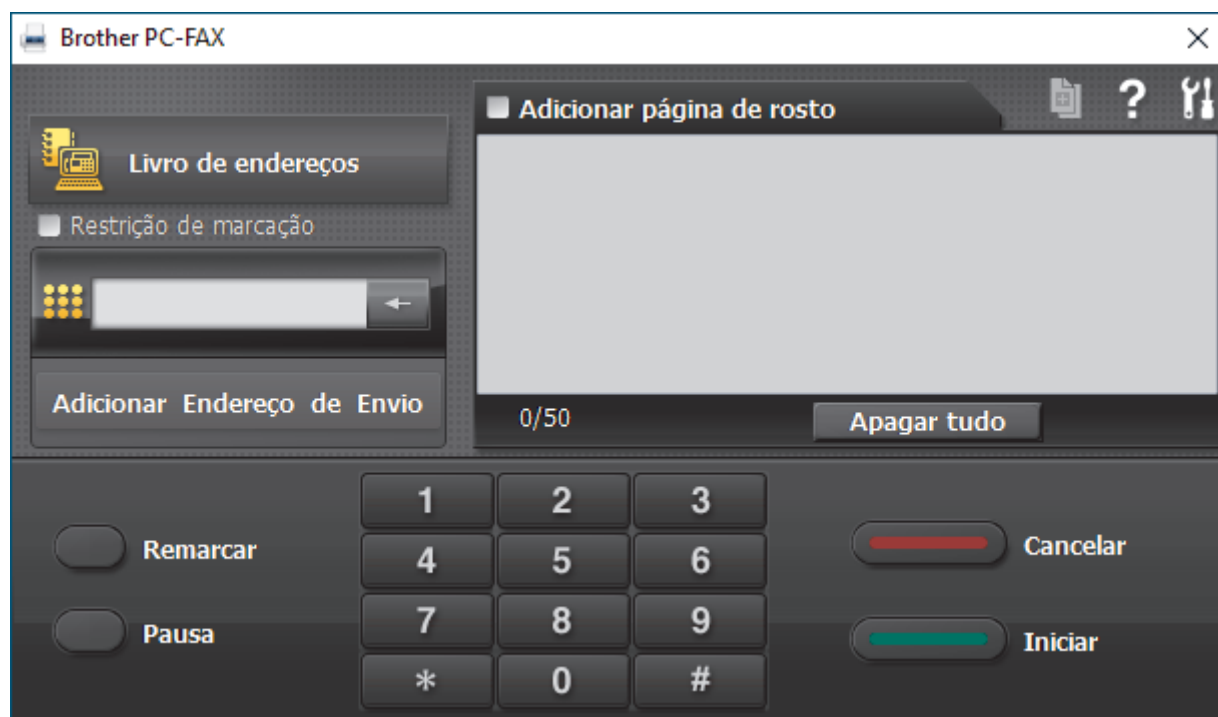 Brother PC-FAX
Adicionar página de rosto
?
Livro de endereços
Restrição de marcação
Adicionar Endereço de Envio
0/50
Apagar tudo
1 2 3
Remarcar
4 5 6
Cancelar
7 8 9
Pausa
Iniciar
* 0 #